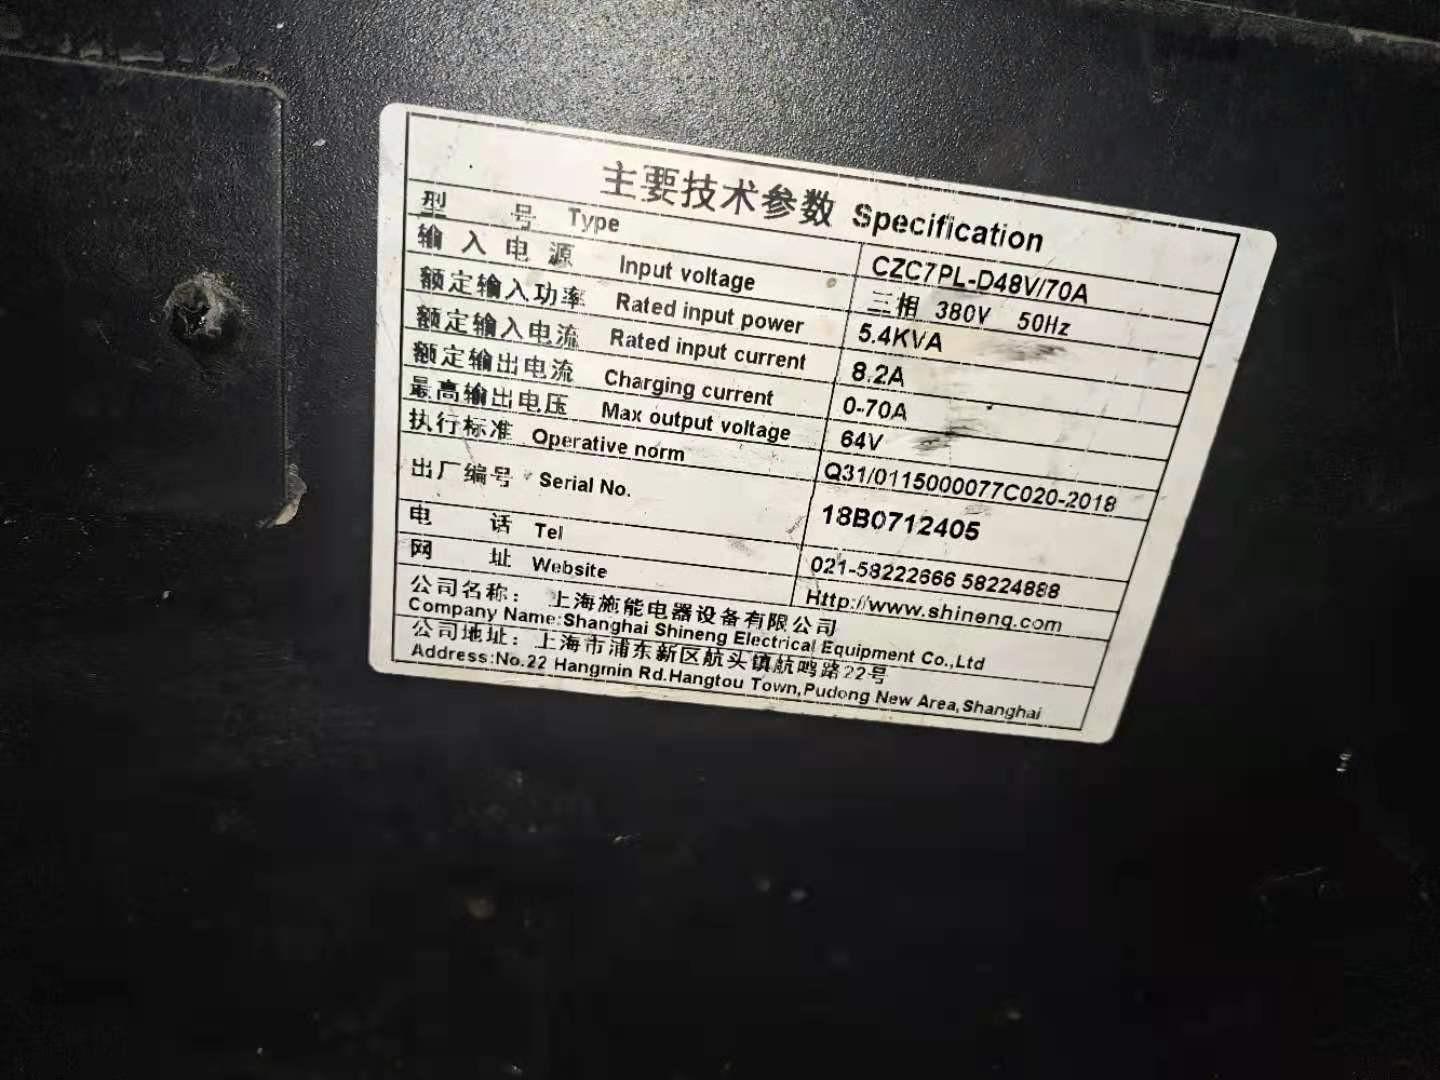 主要技术参数 Specification
型号 Type CZC7PL-D48V/70A
输入电源 Input voltage 三相 380V 50Hz
额定输入功率 Rated input power 5.4KVA
额定输入电流 Rated input current 8.2A
额定输出电流 Charging current 0-70A
最高输出电压 Max output voltage 64V
执行标准 Operative norm Q31/0115000077C020-2018
出厂编号 Serial No. 18B0712405
电话 Tel 021-58222666 58224888
网址 Website Http://www.shinenq.com
公司名称：上海施能电器设备有限公司
Company Name:Shanghai Shineng Electrical Equipment Co.,Ltd
公司地址：上海市浦东新区航头镇航鸣路22号
Address:No.22 Hangmin Rd.Hangtou Town,Pudong New Area,Shanghai